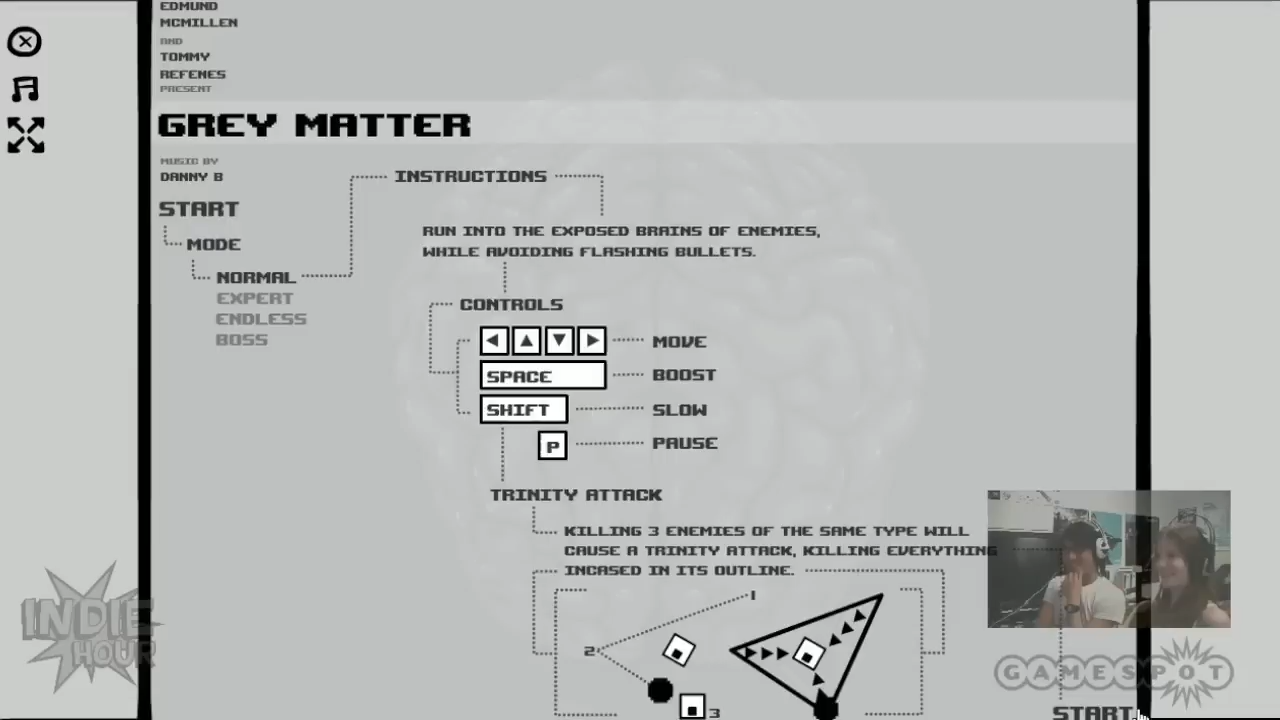 EDMUND
MCMILLEN
AND
TOMMY
REFENES
PRESENT
GREY MATTER
MUSIC BY
DANNY B
START
MODE
NORMAL
EXPERT
ENDLESS
BOSS
INSTRUCTIONS
RUN INTO THE EXPOSED BRAINS OF ENEMIES,
WHILE AVOIDING FLASHING BULLETS.
CONTROLS
MOVE
SPACE BOOST
SHIFT SLOW
P PAUSE
TRINITY ATTACK
KILLING 3 ENEMIES OF THE SAME TYPE WILL
CAUSE A TRINITY ATTACK, KILLING EVERYTHING
INCASED IN ITS OUTLINE.
1
2
3
START
INDIE
HOUR
GAMESPOT